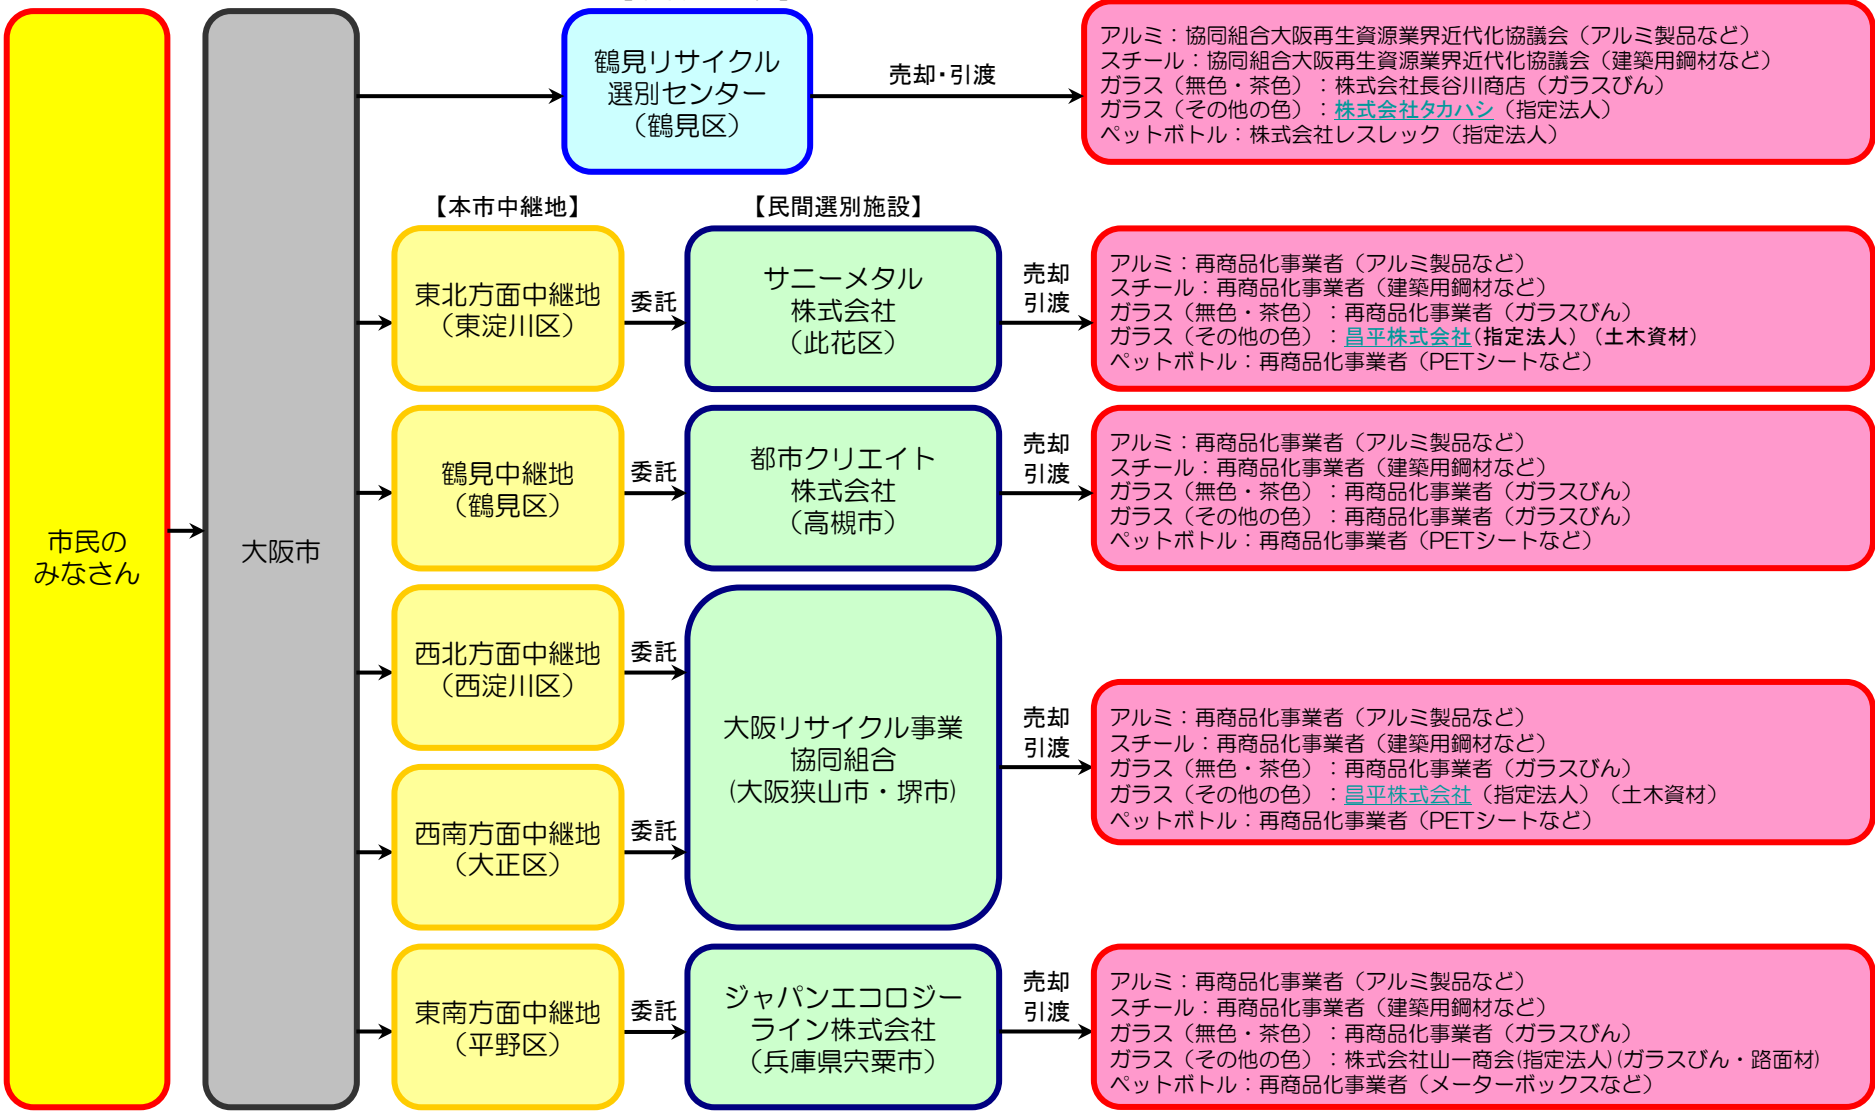 市民の
みなさん
大阪市
鶴見リサイクル
選別センター
（鶴見区）
売却・引渡
アルミ：協同組合大阪再生資源業界近代化協議会（アルミ製品など）
スチール：協同組合大阪再生資源業界近代化協議会（建築用鋼材など）
ガラス（無色・茶色）：株式会社長谷川商店（ガラスびん）
ガラス（その他の色）：株式会社タカハシ（指定法人）
ペットボトル：株式会社レスレック（指定法人）
【本市中継地】
【民間選別施設】
東北方面中継地
（東淀川区）
委託
サニーメタル
株式会社
（此花区）
売却
引渡
アルミ：再商品化事業者（アルミ製品など）
スチール：再商品化事業者（建築用鋼材など）
ガラス（無色・茶色）：再商品化事業者（ガラスびん）
ガラス（その他の色）：昌平株式会社(指定法人)（土木資材）
ペットボトル：再商品化事業者（PETシートなど）
鶴見中継地
（鶴見区）
委託
都市クリエイト
株式会社
（高槻市）
売却
引渡
アルミ：再商品化事業者（アルミ製品など）
スチール：再商品化事業者（建築用鋼材など）
ガラス（無色・茶色）：再商品化事業者（ガラスびん）
ガラス（その他の色）：再商品化事業者（ガラスびん）
ペットボトル：再商品化事業者（PETシートなど）
西北方面中継地
（西淀川区）
委託
西南方面中継地
（大正区）
委託
大阪リサイクル事業
協同組合
(大阪狭山市・堺市)
売却
引渡
アルミ：再商品化事業者（アルミ製品など）
スチール：再商品化事業者（建築用鋼材など）
ガラス（無色・茶色）：再商品化事業者（ガラスびん）
ガラス（その他の色）：昌平株式会社（指定法人）（土木資材）
ペットボトル：再商品化事業者（PETシートなど）
東南方面中継地
（平野区）
委託
ジャパンエコロジー
ライン株式会社
（兵庫県宍粟市）
売却
引渡
アルミ：再商品化事業者（アルミ製品など）
スチール：再商品化事業者（建築用鋼材など）
ガラス（無色・茶色）：再商品化事業者（ガラスびん）
ガラス（その他の色）：株式会社山一商会(指定法人)(ガラスびん・路面材)
ペットボトル：再商品化事業者（メーターボックスなど）